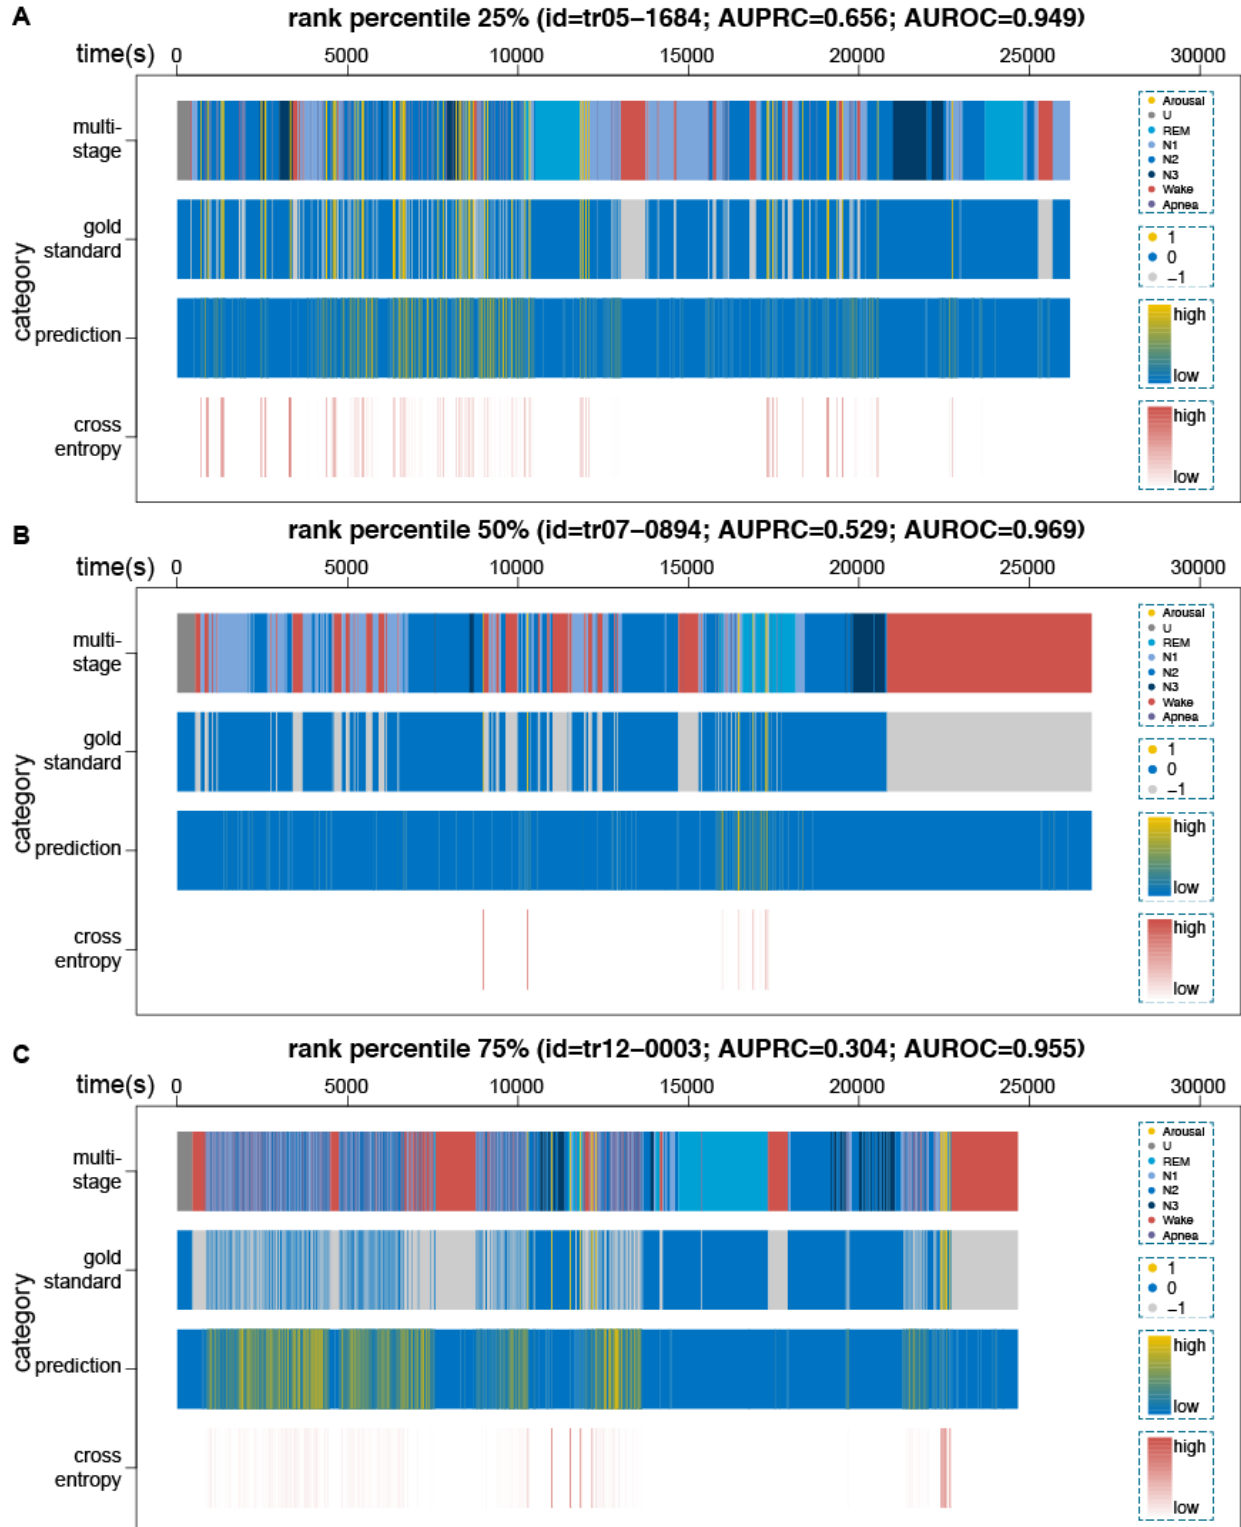 A
rank percentile 25% (id=tr05−1684; AUPRC=0.656; AUROC=0.949)
time(s) 0 5000 10000 15000 20000 25000 30000
category
multi-
stage
gold
standard
prediction
cross
entropy
Arousal
U
REM
N1
N2
N3
Wake
Apnea
1
0
−1
high
low
high
low
B
rank percentile 50% (id=tr07−0894; AUPRC=0.529; AUROC=0.969)
time(s) 0 5000 10000 15000 20000 25000 30000
category
multi-
stage
gold
standard
prediction
cross
entropy
Arousal
U
REM
N1
N2
N3
Wake
Apnea
1
0
−1
high
low
high
low
C
rank percentile 75% (id=tr12−0003; AUPRC=0.304; AUROC=0.955)
time(s) 0 5000 10000 15000 20000 25000 30000
category
multi-
stage
gold
standard
prediction
cross
entropy
Arousal
U
REM
N1
N2
N3
Wake
Apnea
1
0
−1
high
low
high
low